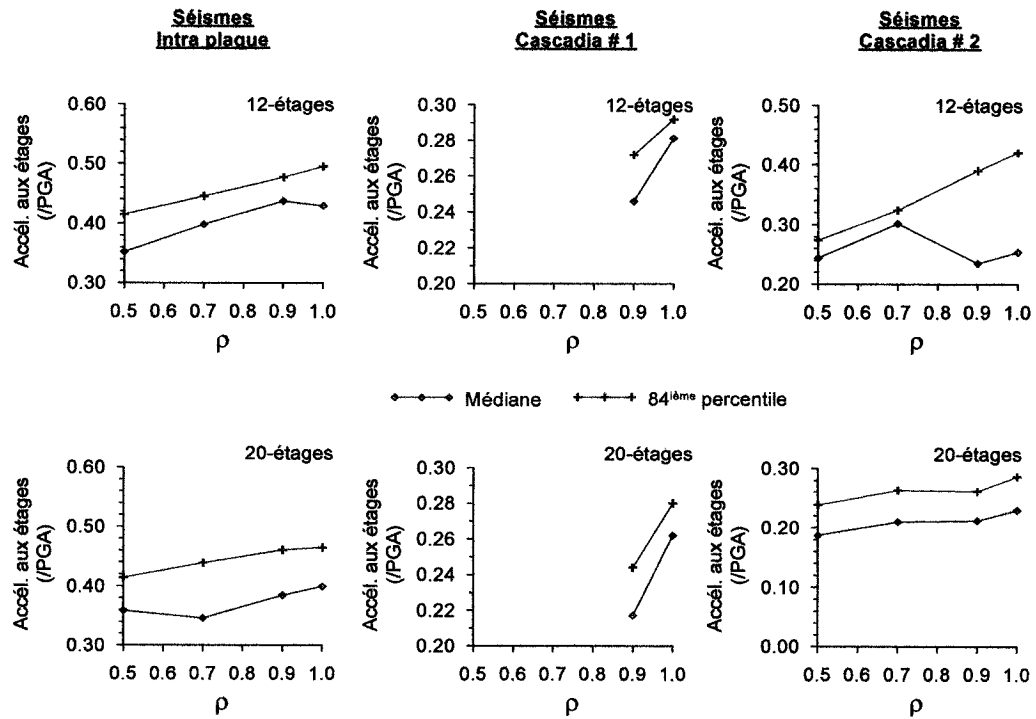 Séismes
Intra plaque
Séismes
Cascadia # 1
Séismes
Cascadia # 2
12-étages
Accél. aux étages
(/PGA)
0.60
0.50
0.40
0.30
0.5 0.6 0.7 0.8 0.9 1.0
ρ
12-étages
Accél. aux étages
(/PGA)
0.30
0.28
0.26
0.24
0.22
0.20
0.5 0.6 0.7 0.8 0.9 1.0
ρ
12-étages
Accél. aux étages
(/PGA)
0.50
0.40
0.30
0.20
0.5 0.6 0.7 0.8 0.9 1.0
ρ
Médiane 84ième percentile
20-étages
Accél. aux étages
(/PGA)
0.60
0.50
0.40
0.30
0.5 0.6 0.7 0.8 0.9 1.0
ρ
20-étages
Accél. aux étages
(/PGA)
0.30
0.28
0.26
0.24
0.22
0.20
0.5 0.6 0.7 0.8 0.9 1.0
ρ
20-étages
Accél. aux étages
(/PGA)
0.30
0.20
0.10
0.00
0.5 0.6 0.7 0.8 0.9 1.0
ρ